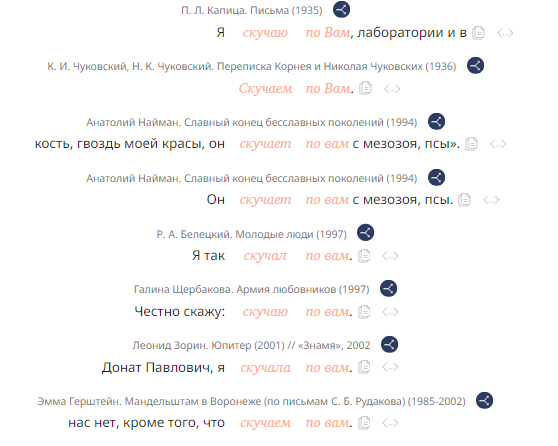 П. Л. Капица. Письма (1935)
Я скучаю по Вам, лаборатории и в
К. И. Чуковский, Н. К. Чуковский. Переписка Корнея и Николая Чуковских (1936)
Скучаем по Вам.
Анатолий Найман. Славный конец бесславных поколений (1994)
кость, гвоздь моей красы, он скучает по вам с мезозоя, псы».
Анатолий Найман. Славный конец бесславных поколений (1994)
Он скучает по вам с мезозоя, псы.
Р. А. Белецкий. Молодые люди (1997)
Я так скучал по вам.
Галина Щербакова. Армия любовников (1997)
Честно скажу: скучаю по вам.
Леонид Зорин. Юпитер (2001) // «Знамя», 2002
Донат Павлович, я скучала по вам.
Эмма Герштейн. Мандельштам в Воронеже (по письмам С. Б. Рудакова) (1985-2002)
нас нет, кроме того, что скучаем по вам.